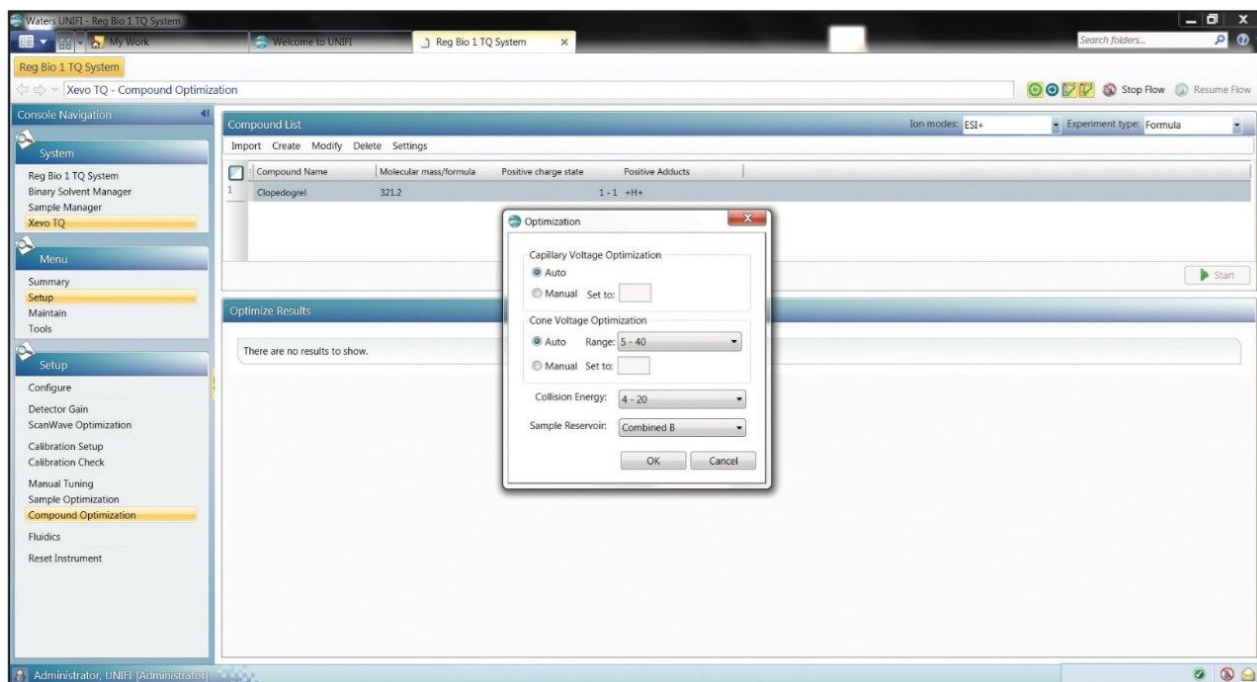 Waters UNIFI - Reg Bio 1 TQ System
My Work
Welcome to UNIFI
Reg Bio 1 TQ System
Search folders...
Reg Bio 1 TQ System
Xevo TQ - Compound Optimization
Stop Flow
Resume Flow
Console Navigation
System
Reg Bio 1 TQ System
Binary Solvent Manager
Sample Manager
Xevo TQ
Menu
Summary
Setup
Maintain
Tools
Setup
Configure
Detector Gain
ScanWave Optimization
Calibration Setup
Calibration Check
Manual Tuning
Sample Optimization
Compound Optimization
Fluidics
Reset Instrument
Compound List
Ion modes: ESI+
Experiment type: Formula
Import Create Modify Delete Settings
Compound Name Molecular mass/formula Positive charge state Positive Adducts
1 Clopedogrel 321.2 1 - 1 +H+
Start
Optimize Results
There are no results to show.
Optimization
Capillary Voltage Optimization
Auto
Manual Set to:
Cone Voltage Optimization
Auto Range: 5 - 40
Manual Set to:
Collision Energy: 4 - 20
Sample Reservoir: Combined B
OK Cancel
Administrator, UNIFI [Administrator]